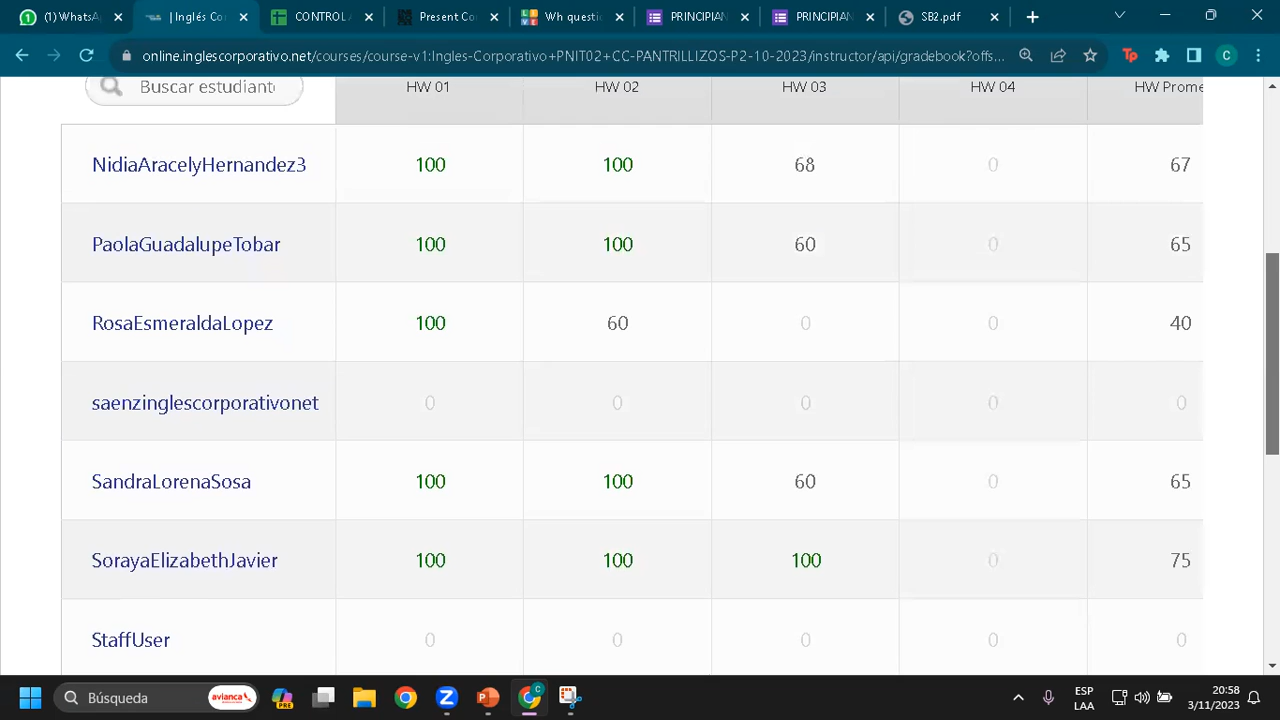 (1) WhatsA
| Inglés Co
CONTROL A
Present Co
Wh questi
PRINCIPIAN
PRINCIPIAN
SB2.pdf
online.inglescorporativo.net/courses/course-v1:Ingles-Corporativo+PNIT02+CC-PANTRILLIZOS-P2-10-2023/instructor/api/gradebook?offs...
C
Buscar estudiant HW 01 HW 02 HW 03 HW 04 HW Prome
NidiaAracelyHernandez3 100 100 68 0 67
PaolaGuadalupeTobar 100 100 60 0 65
RosaEsmeraldaLopez 100 60 0 0 40
saenzinglescorporativonet 0 0 0 0 0
SandraLorenaSosa 100 100 60 0 65
SorayaElizabethJavier 100 100 100 0 75
StaffUser 0 0 0 0 0
Búsqueda avianca PRE
ESP
LAA
20:58
3/11/2023